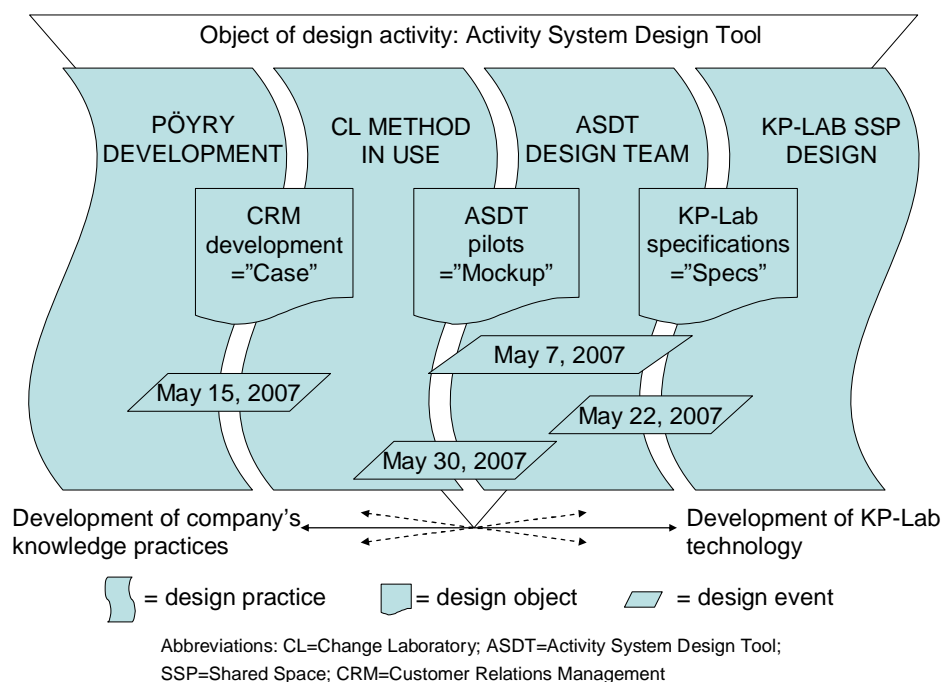 Object of design activity: Activity System Design Tool
PÖYRY
DEVELOPMENT
CL METHOD
IN USE
ASDT
DESIGN TEAM
KP-LAB SSP
DESIGN
CRM
development
=”Case”
ASDT
pilots
=”Mockup”
KP-Lab
specifications
=”Specs”
May 7, 2007
May 15, 2007
May 22, 2007
May 30, 2007
Development of company’s
knowledge practices
Development of KP-Lab
technology
= design practice
= design object
= design event
Abbreviations: CL=Change Laboratory; ASDT=Activity System Design Tool;
SSP=Shared Space; CRM=Customer Relations Management